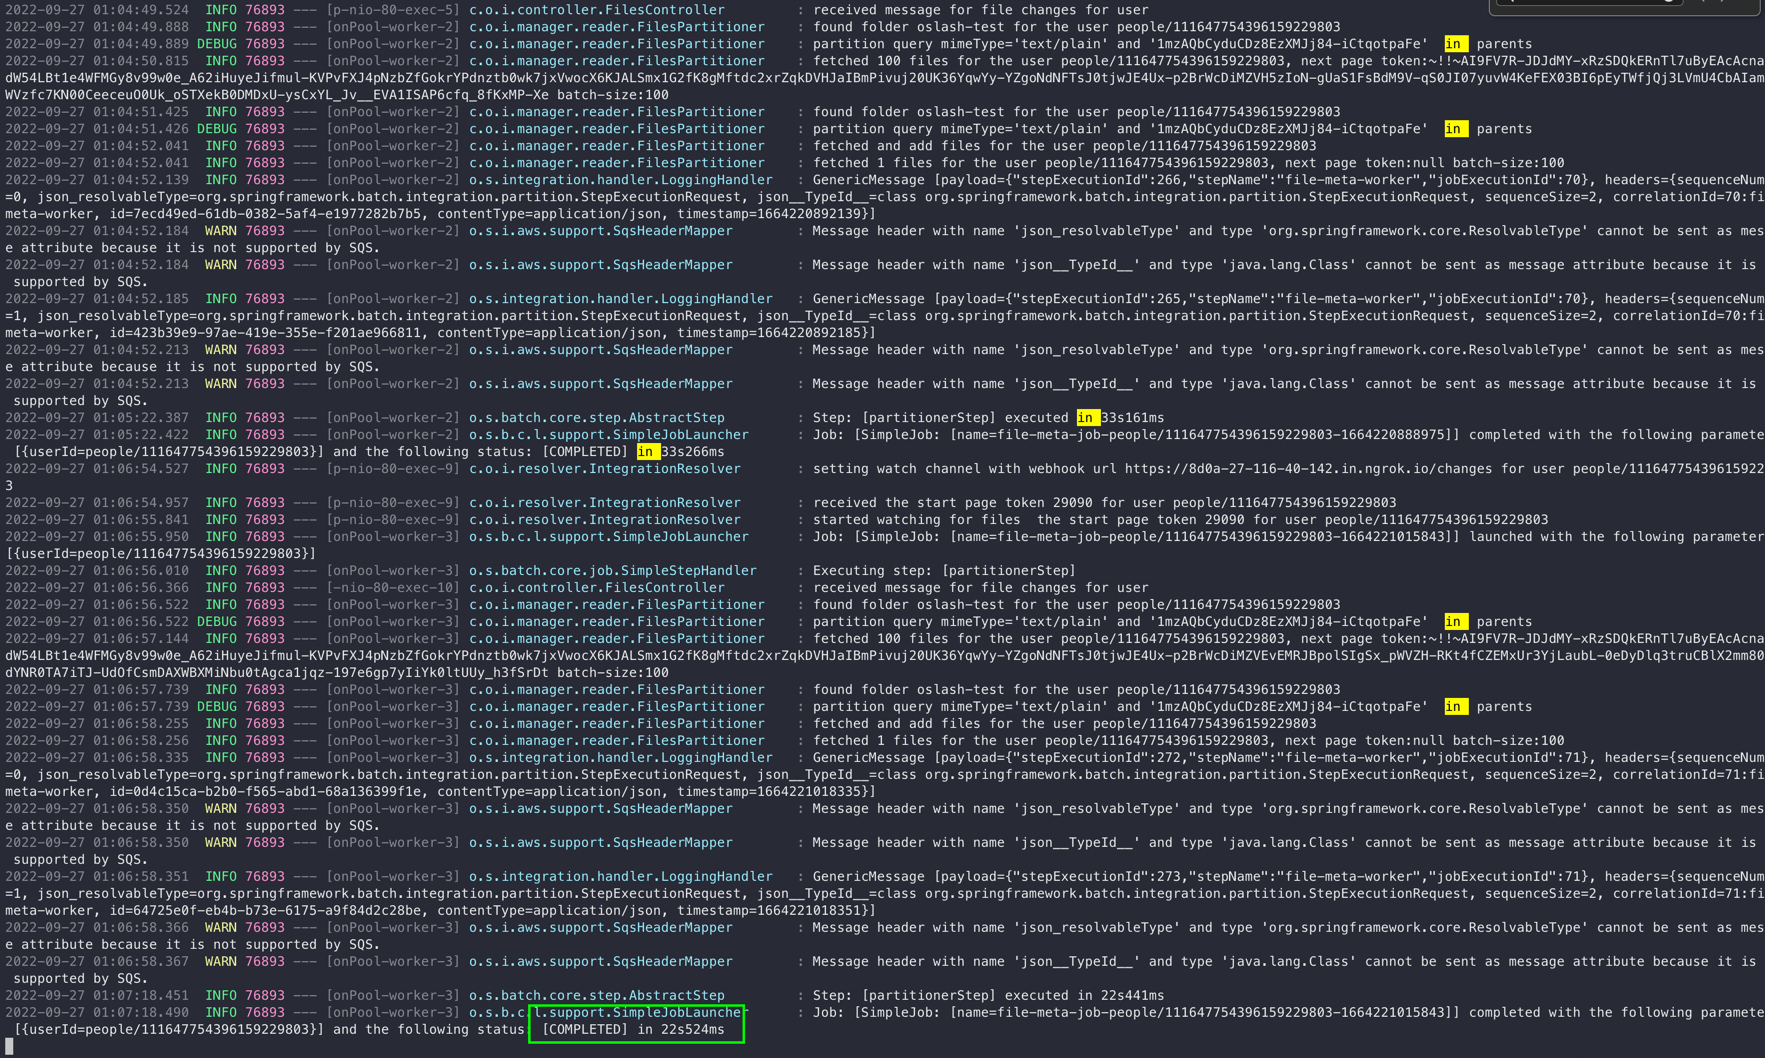 2022-09-27 01:04:49.524  INFO 76893 --- [p-nio-80-exec-5] c.o.i.controller.FilesController         : received message for file changes for user
2022-09-27 01:04:49.888  INFO 76893 --- [onPool-worker-2] c.o.i.manager.reader.FilesPartitioner    : found folder oslash-test for the user people/111647754396159229803
2022-09-27 01:04:49.889 DEBUG 76893 --- [onPool-worker-2] c.o.i.manager.reader.FilesPartitioner    : partition query mimeType='text/plain' and '1mzAQbCyduCDz8EzXMJj84-iCtqotpaFe'  in parents
2022-09-27 01:04:50.815  INFO 76893 --- [onPool-worker-2] c.o.i.manager.reader.FilesPartitioner    : fetched 100 files for the user people/111647754396159229803, next page token:~!!~AI9FV7R-JDJdMY-xRzSDQkERnTl7uByEAcAcna
dW54LBt1e4WFMGy8v99w0e_A62iHuyeJifmul-KVPvFXJ4pNzbZfGokrYPdnztb0wk7jxVwocX6KJALSmx1G2fK8gMftdc2xrZqkDVHJaIBmPivuj20UK36YqwYy-YZgoNdNFTsJ0tjwJE4Ux-p2BrWcDiMZVH5zIoN-gUaS1FsBdM9V-qS0JI07yuvW4KeFEX03BI6pEyTWfjQj3LVmU4CbAIam
WVzfc7KN00CeeceuO0Uk_oSTXekB0DMDxU-ysCxYL_Jv__EVA1ISAP6cfq_8fKxMP-Xe batch-size:100
2022-09-27 01:04:51.425  INFO 76893 --- [onPool-worker-2] c.o.i.manager.reader.FilesPartitioner    : found folder oslash-test for the user people/111647754396159229803
2022-09-27 01:04:51.426 DEBUG 76893 --- [onPool-worker-2] c.o.i.manager.reader.FilesPartitioner    : partition query mimeType='text/plain' and '1mzAQbCyduCDz8EzXMJj84-iCtqotpaFe'  in parents
2022-09-27 01:04:52.041  INFO 76893 --- [onPool-worker-2] c.o.i.manager.reader.FilesPartitioner    : fetched and add files for the user people/111647754396159229803
2022-09-27 01:04:52.041  INFO 76893 --- [onPool-worker-2] c.o.i.manager.reader.FilesPartitioner    : fetched 1 files for the user people/111647754396159229803, next page token:null batch-size:100
2022-09-27 01:04:52.139  INFO 76893 --- [onPool-worker-2] o.s.integration.handler.LoggingHandler   : GenericMessage [payload={"stepExecutionId":266,"stepName":"file-meta-worker","jobExecutionId":70}, headers={sequenceNum
=0, json_resolvableType=org.springframework.batch.integration.partition.StepExecutionRequest, json__TypeId__=class org.springframework.batch.integration.partition.StepExecutionRequest, sequenceSize=2, correlationId=70:fi
meta-worker, id=7ecd49ed-61db-0382-5af4-e1977282b7b5, contentType=application/json, timestamp=1664220892139}]
2022-09-27 01:04:52.184  WARN 76893 --- [onPool-worker-2] o.s.i.aws.support.SqsHeaderMapper        : Message header with name 'json_resolvableType' and type 'org.springframework.core.ResolvableType' cannot be sent as mes
e attribute because it is not supported by SQS.
2022-09-27 01:04:52.184  WARN 76893 --- [onPool-worker-2] o.s.i.aws.support.SqsHeaderMapper        : Message header with name 'json__TypeId__' and type 'java.lang.Class' cannot be sent as message attribute because it is
 supported by SQS.
2022-09-27 01:04:52.185  INFO 76893 --- [onPool-worker-2] o.s.integration.handler.LoggingHandler   : GenericMessage [payload={"stepExecutionId":265,"stepName":"file-meta-worker","jobExecutionId":70}, headers={sequenceNum
=1, json_resolvableType=org.springframework.batch.integration.partition.StepExecutionRequest, json__TypeId__=class org.springframework.batch.integration.partition.StepExecutionRequest, sequenceSize=2, correlationId=70:fi
meta-worker, id=423b39e9-97ae-419e-355e-f201ae966811, contentType=application/json, timestamp=1664220892185}]
2022-09-27 01:04:52.213  WARN 76893 --- [onPool-worker-2] o.s.i.aws.support.SqsHeaderMapper        : Message header with name 'json_resolvableType' and type 'org.springframework.core.ResolvableType' cannot be sent as mes
e attribute because it is not supported by SQS.
2022-09-27 01:04:52.213  WARN 76893 --- [onPool-worker-2] o.s.i.aws.support.SqsHeaderMapper        : Message header with name 'json__TypeId__' and type 'java.lang.Class' cannot be sent as message attribute because it is
 supported by SQS.
2022-09-27 01:05:22.387  INFO 76893 --- [onPool-worker-2] o.s.batch.core.step.AbstractStep         : Step: [partitionerStep] executed in 33s161ms
2022-09-27 01:05:22.422  INFO 76893 --- [onPool-worker-2] o.s.b.c.l.support.SimpleJobLauncher      : Job: [SimpleJob: [name=file-meta-job-people/111647754396159229803-1664220888975]] completed with the following paramete
 [{userId=people/111647754396159229803}] and the following status: [COMPLETED] in 33s266ms
2022-09-27 01:06:54.527  INFO 76893 --- [p-nio-80-exec-9] c.o.i.resolver.IntegrationResolver       : setting watch channel with webhook url https://8d0a-27-116-40-142.in.ngrok.io/changes for user people/11164775439615922
3
2022-09-27 01:06:54.957  INFO 76893 --- [p-nio-80-exec-9] c.o.i.resolver.IntegrationResolver       : received the start page token 29090 for user people/111647754396159229803
2022-09-27 01:06:55.841  INFO 76893 --- [p-nio-80-exec-9] c.o.i.resolver.IntegrationResolver       : started watching for files  the start page token 29090 for user people/111647754396159229803
2022-09-27 01:06:55.950  INFO 76893 --- [onPool-worker-3] o.s.b.c.l.support.SimpleJobLauncher      : Job: [SimpleJob: [name=file-meta-job-people/111647754396159229803-1664221015843]] launched with the following parameter
[{userId=people/111647754396159229803}]
2022-09-27 01:06:56.010  INFO 76893 --- [onPool-worker-3] o.s.batch.core.job.SimpleStepHandler     : Executing step: [partitionerStep]
2022-09-27 01:06:56.366  INFO 76893 --- [-nio-80-exec-10] c.o.i.controller.FilesController         : received message for file changes for user
2022-09-27 01:06:56.522  INFO 76893 --- [onPool-worker-3] c.o.i.manager.reader.FilesPartitioner    : found folder oslash-test for the user people/111647754396159229803
2022-09-27 01:06:56.522 DEBUG 76893 --- [onPool-worker-3] c.o.i.manager.reader.FilesPartitioner    : partition query mimeType='text/plain' and '1mzAQbCyduCDz8EzXMJj84-iCtqotpaFe'  in parents
2022-09-27 01:06:57.144  INFO 76893 --- [onPool-worker-3] c.o.i.manager.reader.FilesPartitioner    : fetched 100 files for the user people/111647754396159229803, next page token:~!!~AI9FV7R-JDJdMY-xRzSDQkERnTl7uByEAcAcna
dW54LBt1e4WFMGy8v99w0e_A62iHuyeJifmul-KVPvFXJ4pNzbZfGokrYPdnztb0wk7jxVwocX6KJALSmx1G2fK8gMftdc2xrZqkDVHJaIBmPivuj20UK36YqwYy-YZgoNdNFTsJ0tjwJE4Ux-p2BrWcDiMZVEvEMRJBpolSIgSx_pWVZH-RKt4fCZEMxUr3YjLaubL-0eDyDlq3truCBlX2mm80
dYNR0TA7iTJ-UdOfCsmDAXWBXMiNbu0tAgca1jqz-197e6gp7yIiYk0ltUUy_h3fSrDt batch-size:100
2022-09-27 01:06:57.739  INFO 76893 --- [onPool-worker-3] c.o.i.manager.reader.FilesPartitioner    : found folder oslash-test for the user people/111647754396159229803
2022-09-27 01:06:57.739 DEBUG 76893 --- [onPool-worker-3] c.o.i.manager.reader.FilesPartitioner    : partition query mimeType='text/plain' and '1mzAQbCyduCDz8EzXMJj84-iCtqotpaFe'  in parents
2022-09-27 01:06:58.255  INFO 76893 --- [onPool-worker-3] c.o.i.manager.reader.FilesPartitioner    : fetched and add files for the user people/111647754396159229803
2022-09-27 01:06:58.256  INFO 76893 --- [onPool-worker-3] c.o.i.manager.reader.FilesPartitioner    : fetched 1 files for the user people/111647754396159229803, next page token:null batch-size:100
2022-09-27 01:06:58.335  INFO 76893 --- [onPool-worker-3] o.s.integration.handler.LoggingHandler   : GenericMessage [payload={"stepExecutionId":272,"stepName":"file-meta-worker","jobExecutionId":71}, headers={sequenceNum
=0, json_resolvableType=org.springframework.batch.integration.partition.StepExecutionRequest, json__TypeId__=class org.springframework.batch.integration.partition.StepExecutionRequest, sequenceSize=2, correlationId=71:fi
meta-worker, id=0d4c15ca-b2b0-f565-abd1-68a136399f1e, contentType=application/json, timestamp=1664221018335}]
2022-09-27 01:06:58.350  WARN 76893 --- [onPool-worker-3] o.s.i.aws.support.SqsHeaderMapper        : Message header with name 'json_resolvableType' and type 'org.springframework.core.ResolvableType' cannot be sent as mes
e attribute because it is not supported by SQS.
2022-09-27 01:06:58.350  WARN 76893 --- [onPool-worker-3] o.s.i.aws.support.SqsHeaderMapper        : Message header with name 'json__TypeId__' and type 'java.lang.Class' cannot be sent as message attribute because it is
 supported by SQS.
2022-09-27 01:06:58.351  INFO 76893 --- [onPool-worker-3] o.s.integration.handler.LoggingHandler   : GenericMessage [payload={"stepExecutionId":273,"stepName":"file-meta-worker","jobExecutionId":71}, headers={sequenceNum
=1, json_resolvableType=org.springframework.batch.integration.partition.StepExecutionRequest, json__TypeId__=class org.springframework.batch.integration.partition.StepExecutionRequest, sequenceSize=2, correlationId=71:fi
meta-worker, id=64725e0f-eb4b-b73e-6175-a9f84d2c28be, contentType=application/json, timestamp=1664221018351}]
2022-09-27 01:06:58.366  WARN 76893 --- [onPool-worker-3] o.s.i.aws.support.SqsHeaderMapper        : Message header with name 'json_resolvableType' and type 'org.springframework.core.ResolvableType' cannot be sent as mes
e attribute because it is not supported by SQS.
2022-09-27 01:06:58.367  WARN 76893 --- [onPool-worker-3] o.s.i.aws.support.SqsHeaderMapper        : Message header with name 'json__TypeId__' and type 'java.lang.Class' cannot be sent as message attribute because it is
 supported by SQS.
2022-09-27 01:07:18.451  INFO 76893 --- [onPool-worker-3] o.s.batch.core.step.AbstractStep         : Step: [partitionerStep] executed in 22s441ms
2022-09-27 01:07:18.490  INFO 76893 --- [onPool-worker-3] o.s.b.c.l.support.SimpleJobLauncher      : Job: [SimpleJob: [name=file-meta-job-people/111647754396159229803-1664221015843]] completed with the following paramete
 [{userId=people/111647754396159229803}] and the following status: [COMPLETED] in 22s524ms